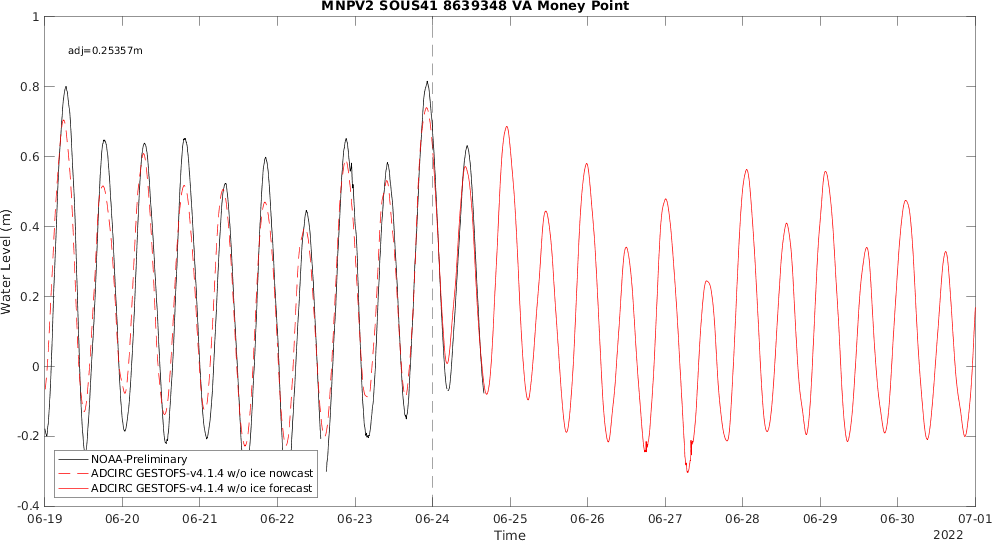 MNPV2 SOUS41 8639348 VA Money Point
adj=0.25357m
Water Level (m)
1
0.8
0.6
0.4
0.2
0
-0.2
-0.4
NOAA-Preliminary
ADCIRC GESTOFS-v4.1.4 w/o ice nowcast
ADCIRC GESTOFS-v4.1.4 w/o ice forecast
06-19 06-20 06-21 06-22 06-23 06-24 06-25 06-26 06-27 06-28 06-29 06-30 07-01
Time
2022